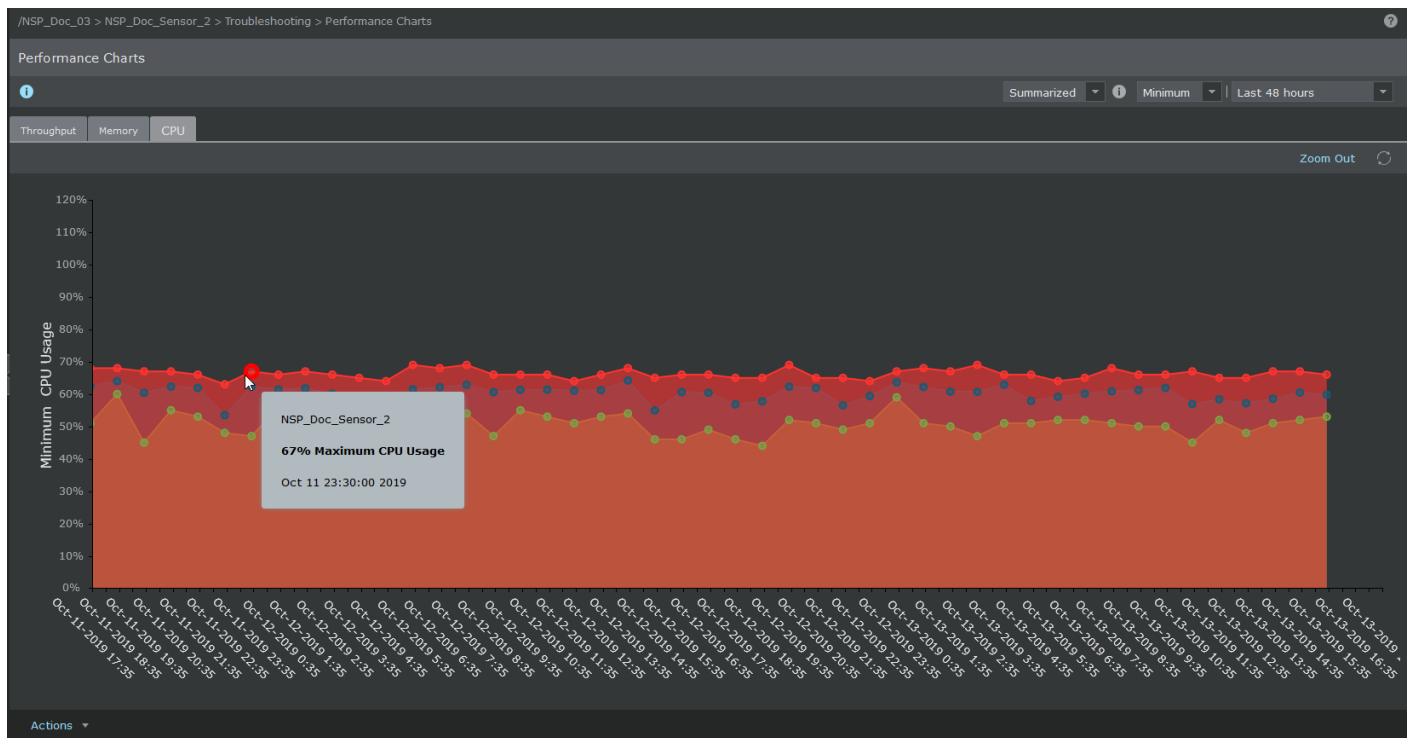 /NSP_Doc_03 > NSP_Doc_Sensor_2 > Troubleshooting > Performance Charts
Performance Charts
Summarized
Minimum
Last 48 hours
Throughput
Memory
CPU
Zoom Out
120%
110%
100%
90%
80%
70%
60%
50%
40%
30%
20%
10%
0%
Minimum CPU Usage
NSP_Doc_Sensor_2
67% Maximum CPU Usage
Oct 11 23:30:00 2019
Oct-11-2019 17:35
Oct-11-2019 18:35
Oct-11-2019 19:35
Oct-11-2019 20:35
Oct-11-2019 21:35
Oct-11-2019 22:35
Oct-11-2019 23:35
Oct-12-2019 0:35
Oct-12-2019 1:35
Oct-12-2019 2:35
Oct-12-2019 3:35
Oct-12-2019 4:35
Oct-12-2019 5:35
Oct-12-2019 6:35
Oct-12-2019 7:35
Oct-12-2019 8:35
Oct-12-2019 9:35
Oct-12-2019 10:35
Oct-12-2019 11:35
Oct-12-2019 12:35
Oct-12-2019 13:35
Oct-12-2019 14:35
Oct-12-2019 15:35
Oct-12-2019 16:35
Oct-12-2019 17:35
Oct-12-2019 18:35
Oct-12-2019 19:35
Oct-12-2019 20:35
Oct-12-2019 21:35
Oct-12-2019 22:35
Oct-12-2019 23:35
Oct-13-2019 0:35
Oct-13-2019 1:35
Oct-13-2019 2:35
Oct-13-2019 3:35
Oct-13-2019 4:35
Oct-13-2019 5:35
Oct-13-2019 6:35
Oct-13-2019 7:35
Oct-13-2019 8:35
Oct-13-2019 9:35
Oct-13-2019 10:35
Oct-13-2019 11:35
Oct-13-2019 12:35
Oct-13-2019 13:35
Oct-13-2019 14:35
Oct-13-2019 15:35
Oct-13-2019 16:35
Oct-13-2019
Actions